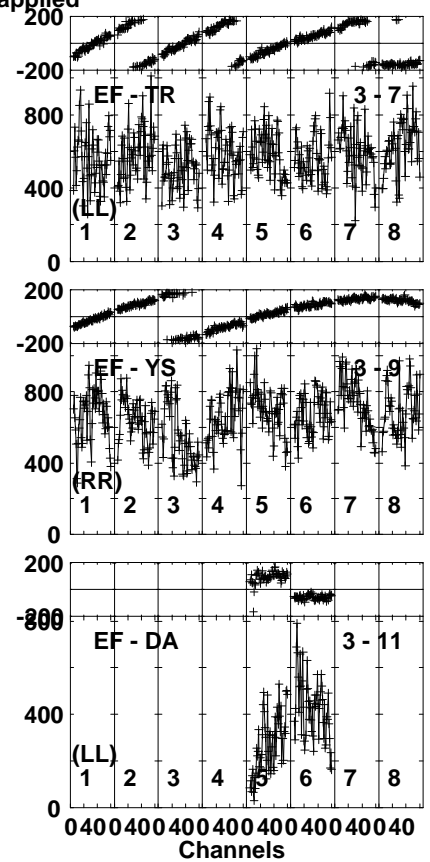 applied
200
-200
EF - TR 3 - 7
800
400
(LL)
1 2 3 4 5 6 7 8
0
200
-200
EF - YS 3 - 9
800
400
(RR)
1 2 3 4 5 6 7 8
0
200
-200
800
EF - DA 3 - 11
400
(LL)
1 2 3 4 5 6 7 8
0
0 40 0 40 0 40 0 40 0 40 0 40 0 40 0 40
Channels